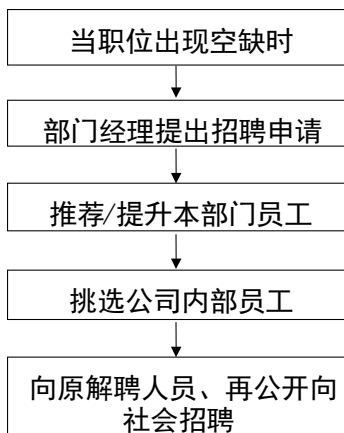 当职位出现空缺时
部门经理提出招聘申请
推荐/提升本部门员工
挑选公司内部员工
向原解聘人员、再公开向
社会招聘